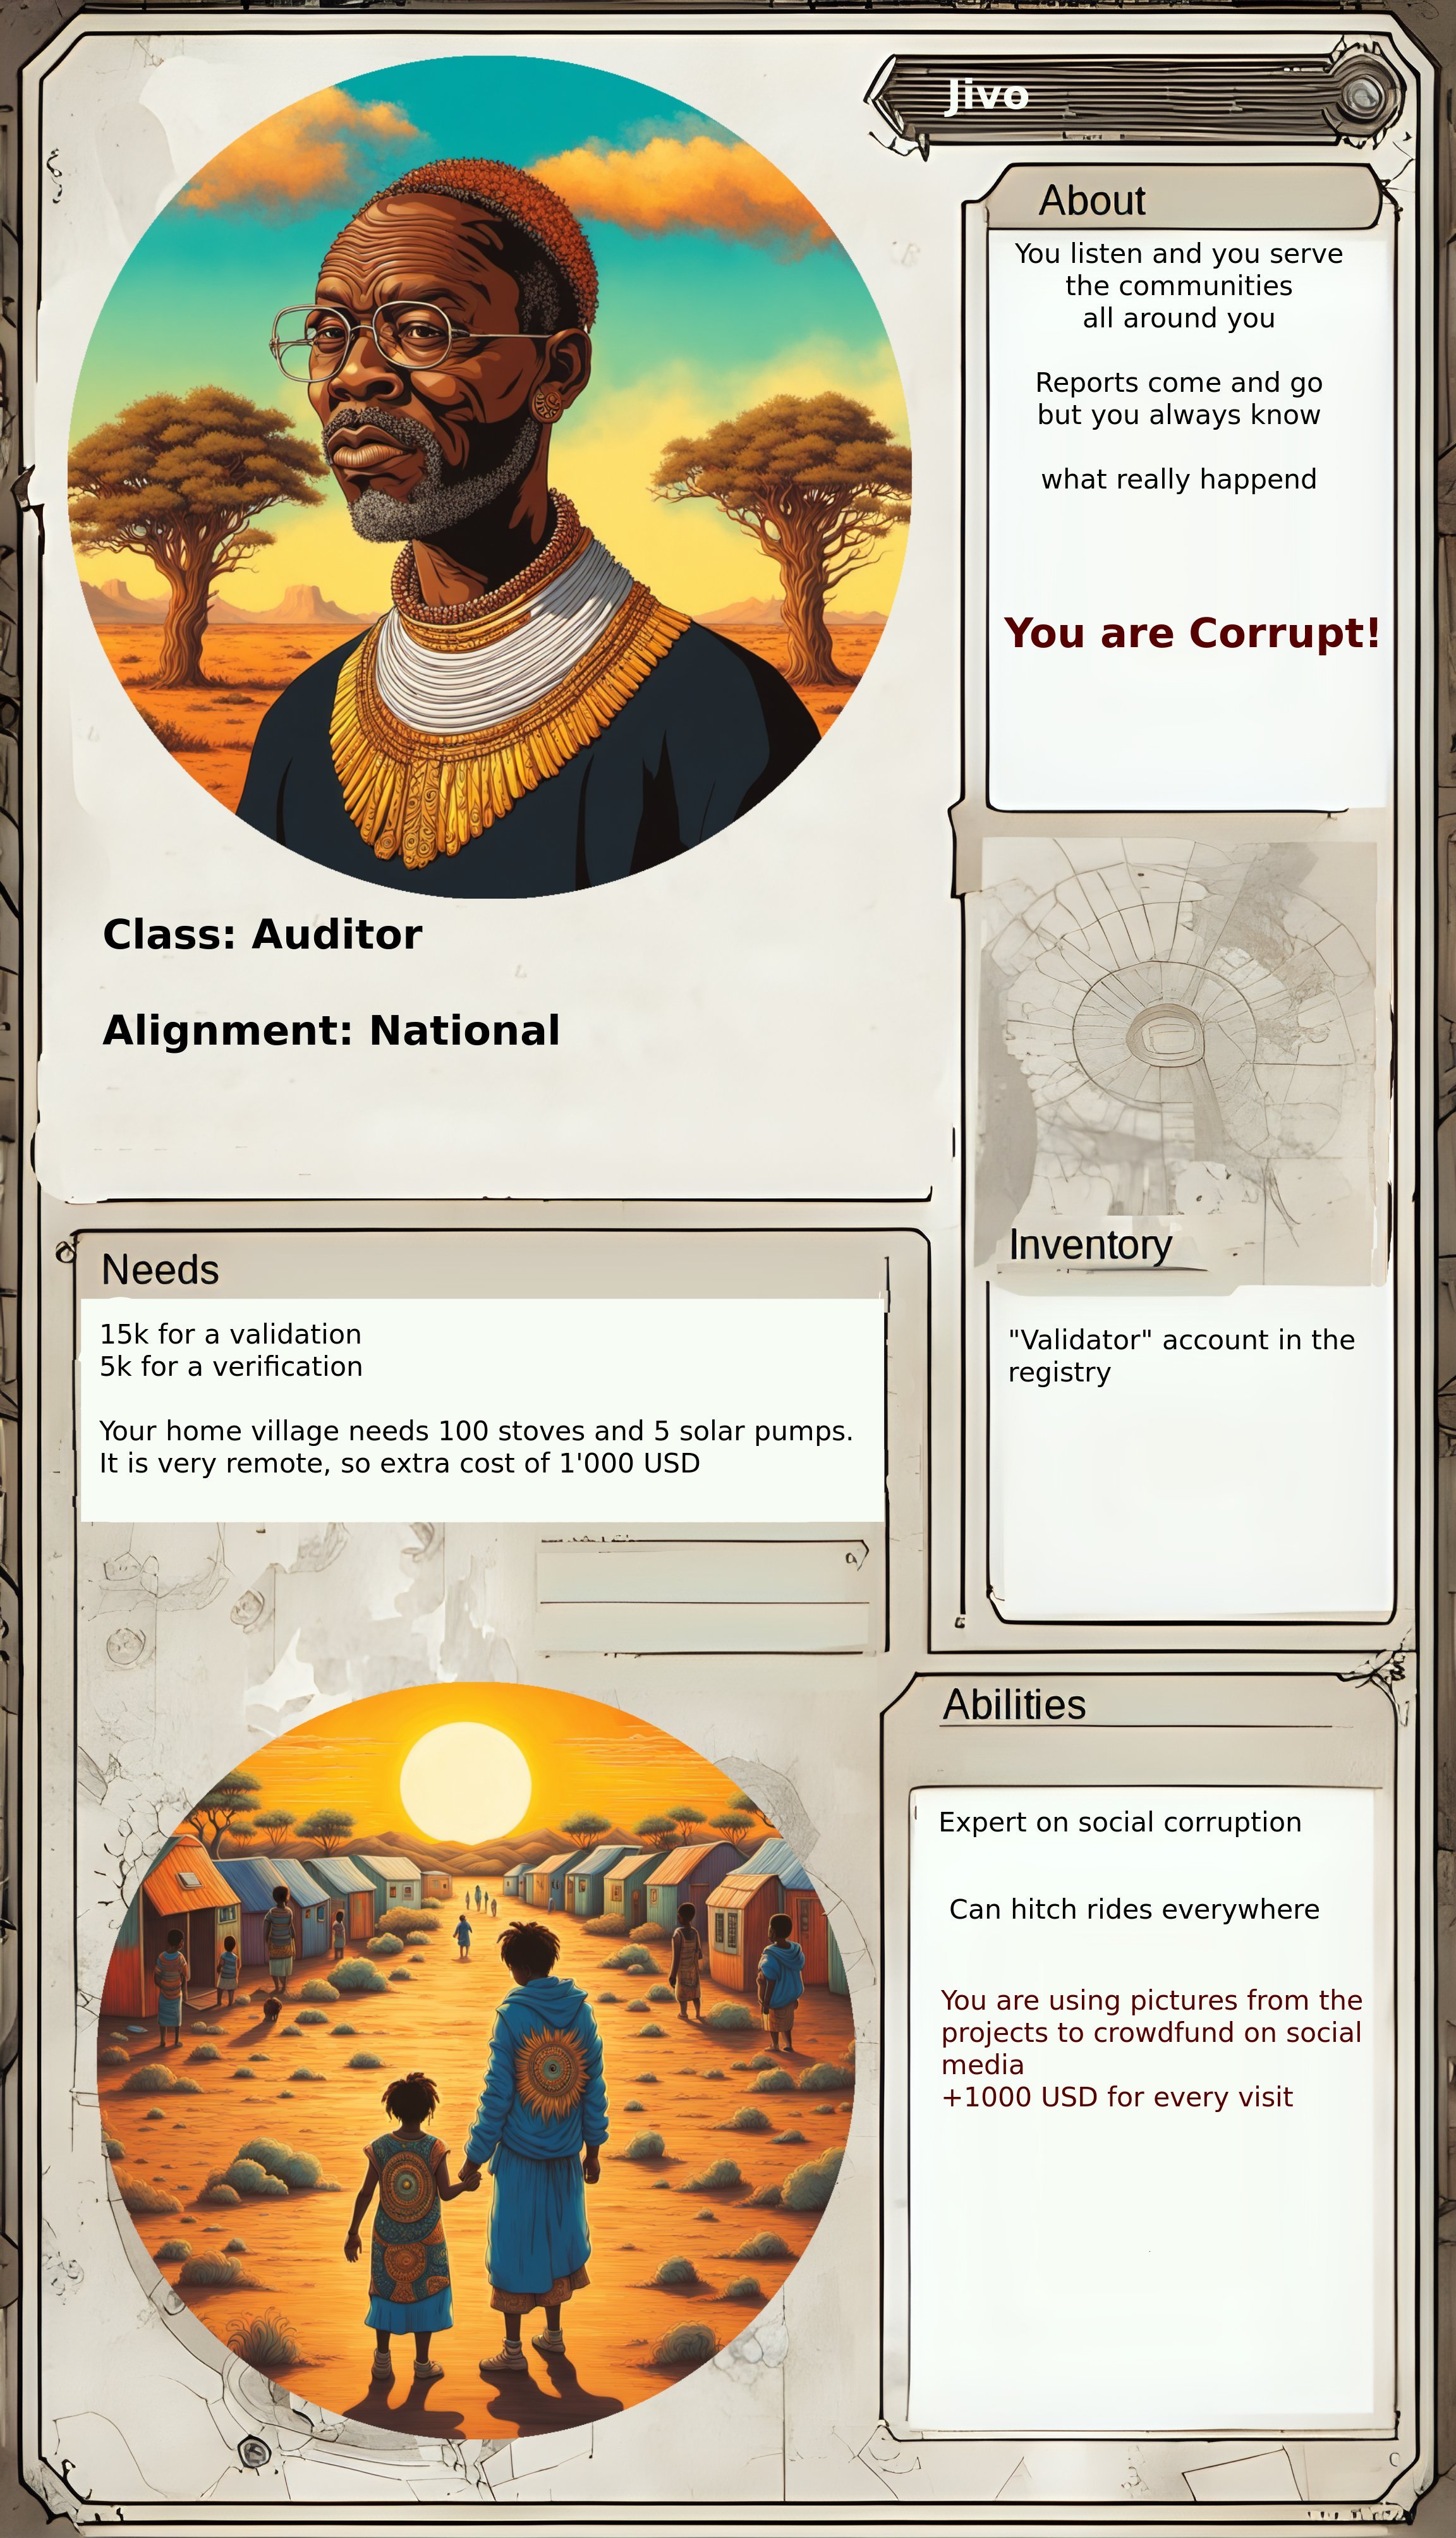 Jivo
About
You listen and you serve
the communities
all around you
Reports come and go
but you always know
what really happend
You are Corrupt!
Class: Auditor
Alignment: National
Needs
15k for a validation
5k for a verification
Your home village needs 100 stoves and 5 solar pumps.
It is very remote, so extra cost of 1'000 USD
Inventory
"Validator" account in the
registry
Abilities
Expert on social corruption
Can hitch rides everywhere
You are using pictures from the
projects to crowdfund on social
media
+1000 USD for every visit